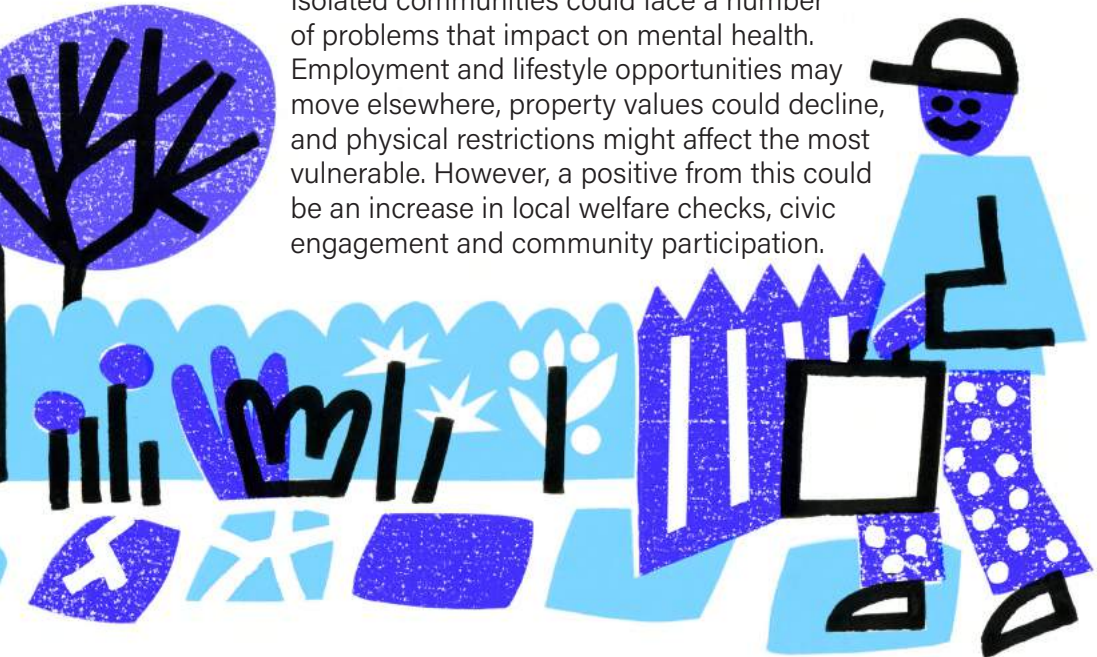 Isolated communities could face a number
of problems that impact on mental health.
Employment and lifestyle opportunities may
move elsewhere, property values could decline,
and physical restrictions might affect the most
vulnerable. However, a positive from this could
be an increase in local welfare checks, civic
engagement and community participation.